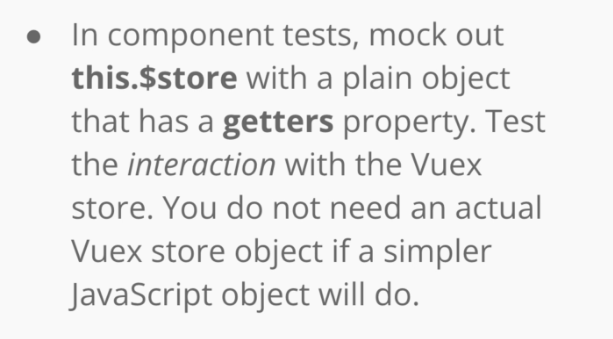 ● In component tests, mock out
this.$store with a plain object
that has a getters property. Test
the interaction with the Vuex
store. You do not need an actual
Vuex store object if a simpler
JavaScript object will do.